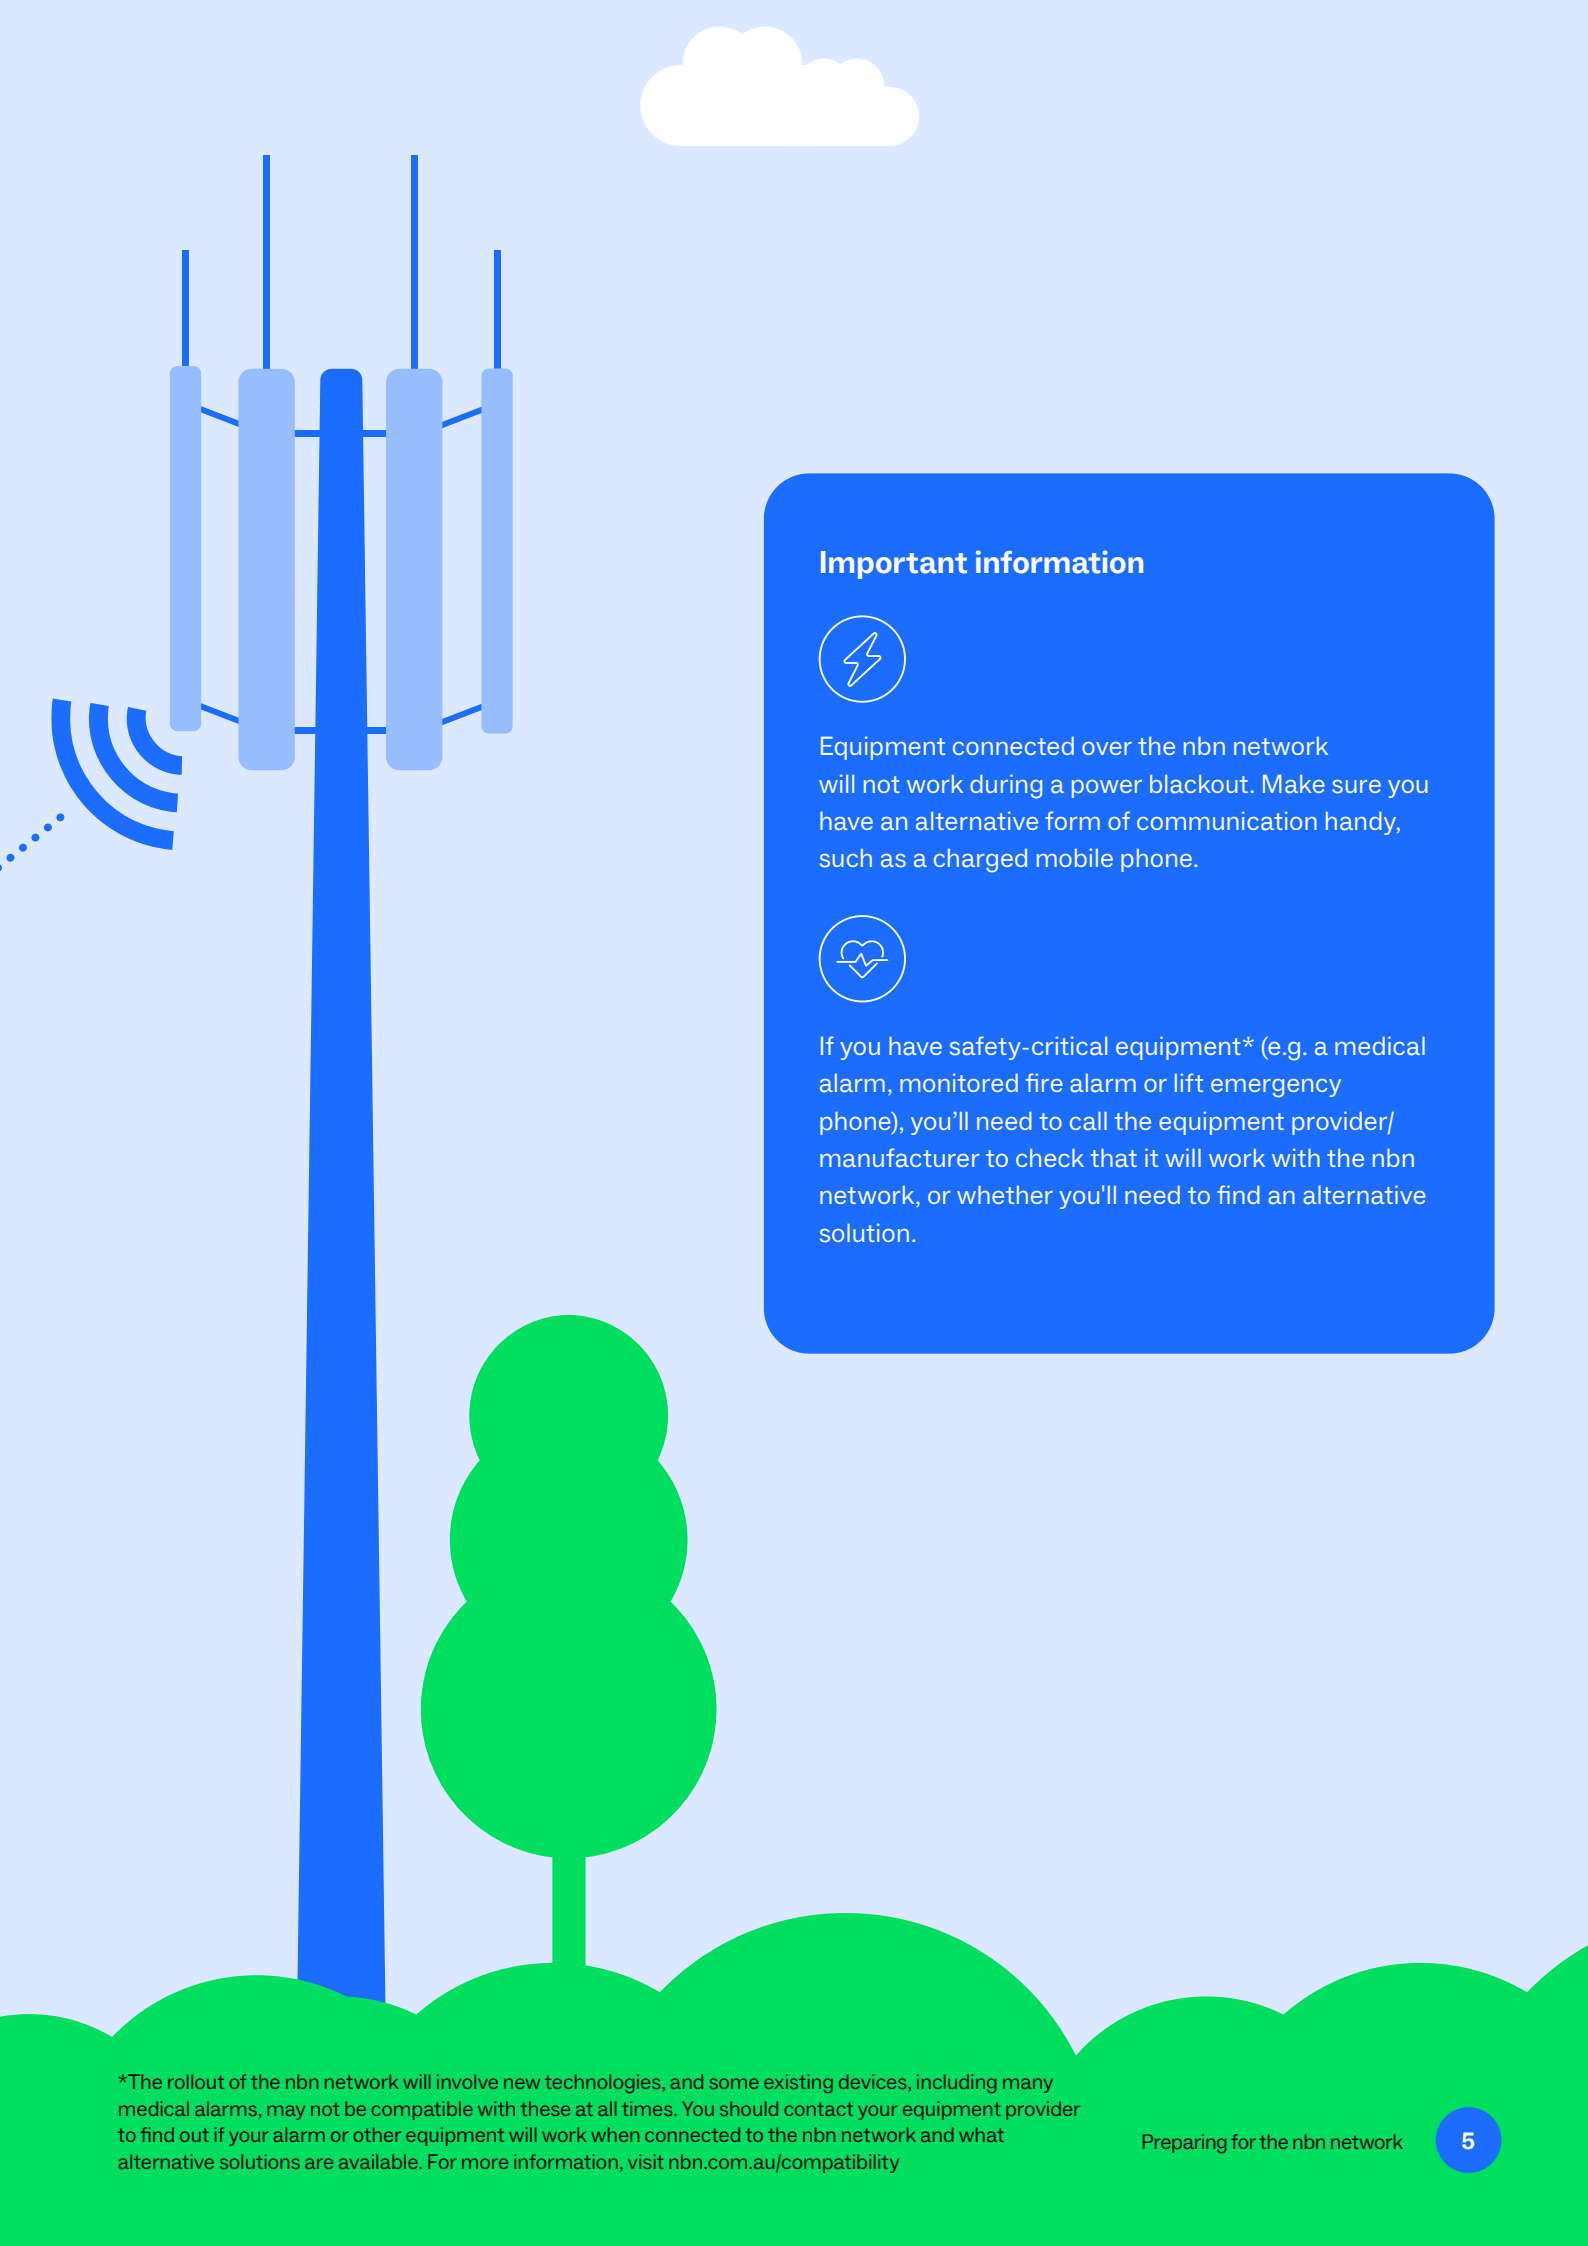 Important information
Equipment connected over the nbn network
will not work during a power blackout. Make sure you
have an alternative form of communication handy,
such as a charged mobile phone.
If you have safety-critical equipment* (e.g. a medical
alarm, monitored fire alarm or lift emergency
phone), you’ll need to call the equipment provider/
manufacturer to check that it will work with the nbn
network, or whether you'll need to find an alternative
solution.
*The rollout of the nbn network will involve new technologies, and some existing devices, including many
medical alarms, may not be compatible with these at all times. You should contact your equipment provider
to find out if your alarm or other equipment will work when connected to the nbn network and what
alternative solutions are available. For more information, visit nbn.com.au/compatibility
Preparing for the nbn network 5